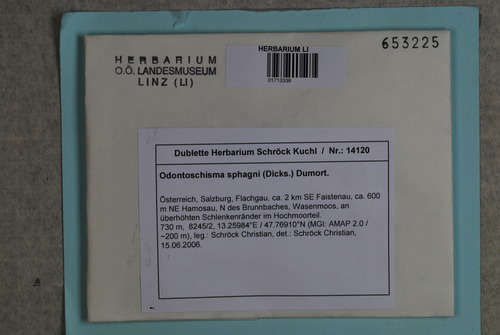 653225
HERBARIUM
O.Ö. LANDESMUSEUM
LINZ (LI)
HERBARIUM LI
01713336
Dublette Herbarium Schröck Kuchl / Nr.: 14120
Odontoschisma sphagni (Dicks.) Dumort.
Österreich, Salzburg, Flachgau, ca. 2 km SE Faistenau, ca. 600
m NE Hamosau, N des Brunnbaches, Wasenmoos, an
überhöhten Schlenkenränder im Hochmoorteil.
730 m, 8245/2, 13.25984°E / 47.76910°N (MGI: AMAP 2.0 /
~200 m), leg.: Schröck Christian, det.: Schröck Christian,
15.06.2006.